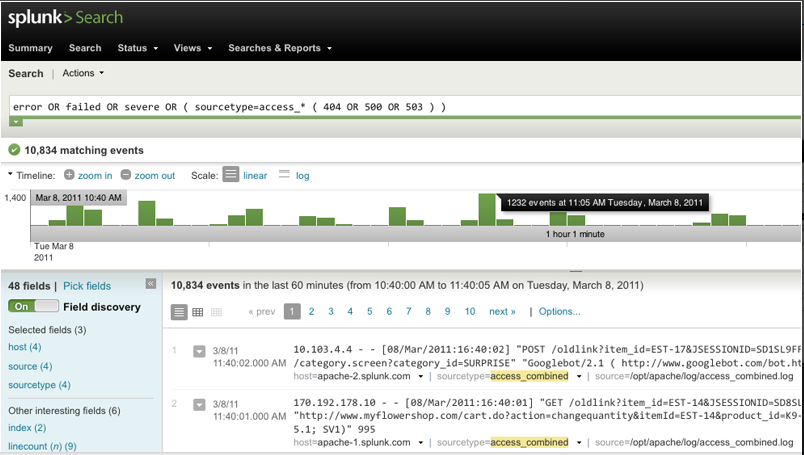 splunk> Search
Summary Search Status Views Searches & Reports
Search | Actions
error OR failed OR severe OR ( sourcetype=access_* ( 404 OR 500 OR 503 ) )
10,834 matching events
Timeline: zoom in zoom out Scale: linear log
1,400 Mar 8, 2011 10:40 AM 1232 events at 11:05 AM Tuesday, March 8, 2011
1 hour 1 minute
Tue Mar 8
2011
48 fields | Pick fields
On Field discovery
Selected fields (3)
host (4)
source (4)
sourcetype (4)
Other interesting fields (6)
index (2)
linecount (n) (9)
10,834 events in the last 60 minutes (from 10:40:00 AM to 11:40:05 AM on Tuesday, March 8, 2011)
« prev 1 2 3 4 5 6 7 8 9 10 next » | Options...
1 3/8/11 10.103.4.4 - - [08/Mar/2011:16:40:02] "POST /oldlink?item_id=EST-17&JSESSIONID=SD1SL9FF
11:40:02.000 AM /category.screen?category_id=SURPRISE" "Googlebot/2.1 ( http://www.googlebot.com/bot.ht
host=apache-2.splunk.com | sourcetype=access_combined | source=/opt/apache/log/access_combined.log
2 3/8/11 170.192.178.10 - - [08/Mar/2011:16:40:01] "GET /oldlink?item_id=EST-14&JSESSIONID=SD8SL
11:40:01.000 AM "http://www.myflowershop.com/cart.do?action=changequantity&itemId=EST-14&product_id=K9-
5.1; SV1)" 995
host=apache-1.splunk.com | sourcetype=access_combined | source=/opt/apache/log/access_combined.log